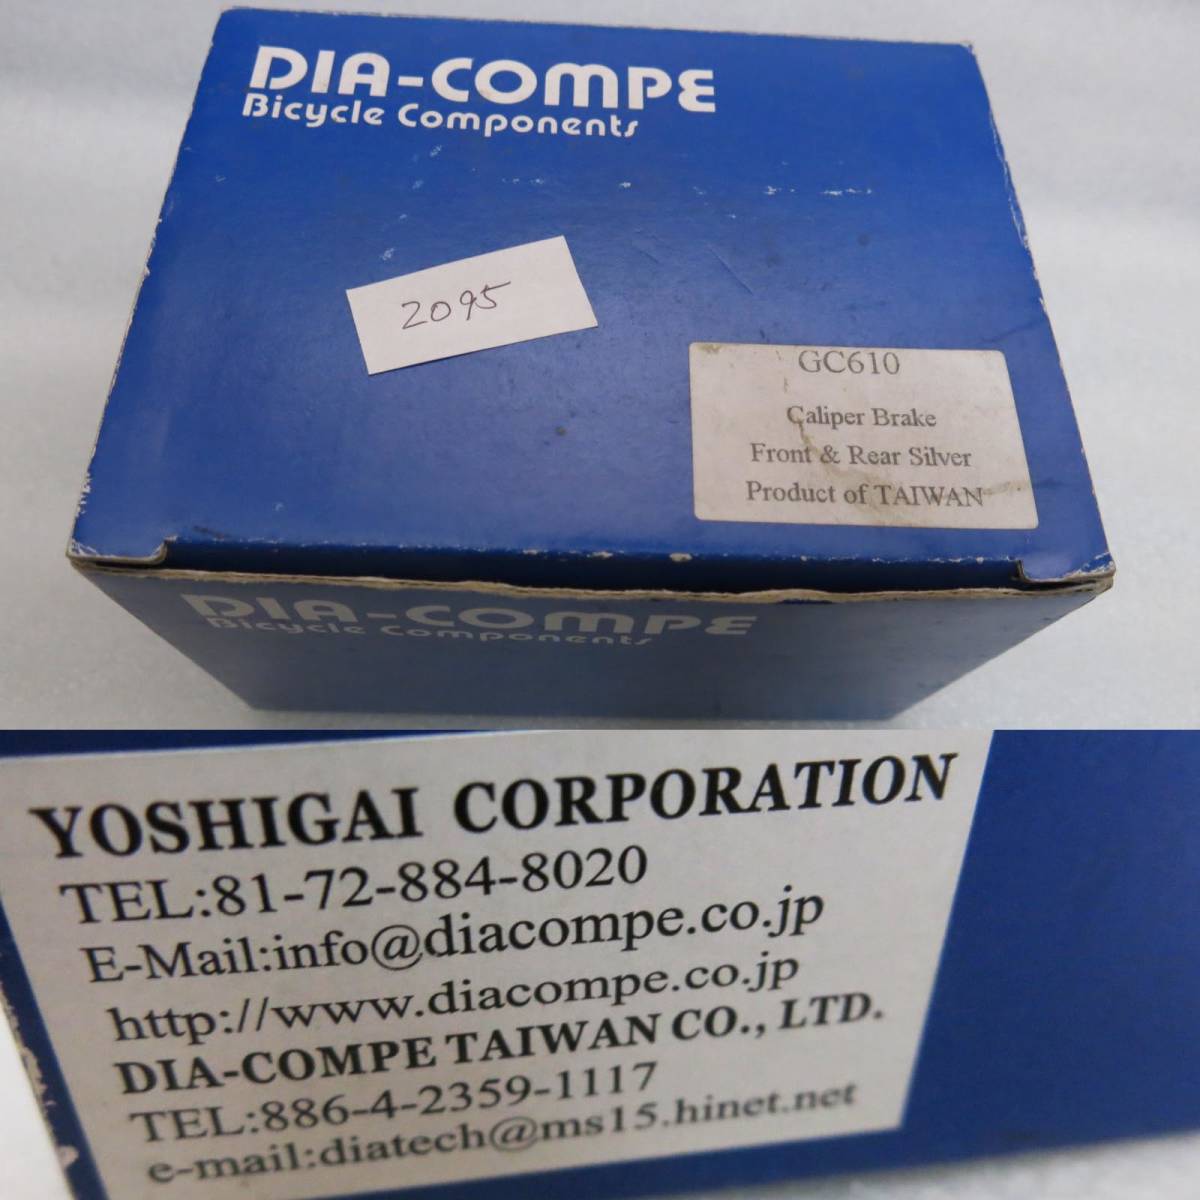 DIA-COMPE
Bicycle Components
2095
GC610
Caliper Brake
Front & Rear Silver
Product of TAIWAN
DIA-COMPE
Bicycle Components
YOSHIGAI CORPORATION
TEL:81-72-884-8020
E-Mail:info@diacompe.co.jp
http://www.diacompe.co.jp
DIA-COMPE TAIWAN CO., LTD.
TEL:886-4-2359-1117
e-mail:diatech@ms15.hinet.net